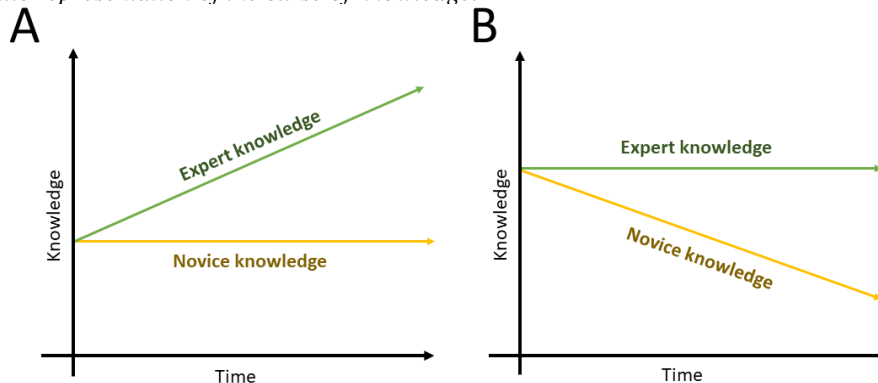 A
Expert knowledge
Novice knowledge
Knowledge
Time
B
Expert knowledge
Novice knowledge
Knowledge
Time